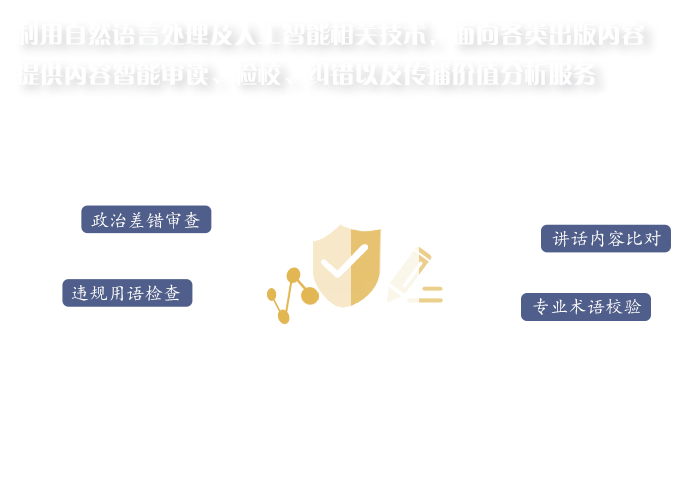 利用自然语言处理及人工智能相关技术，面向各类出版内容
提供内容智能审读、验校、纠错以及传播价值分析服务
政治差错审查
讲话内容比对
违规用语检查
专业术语校验